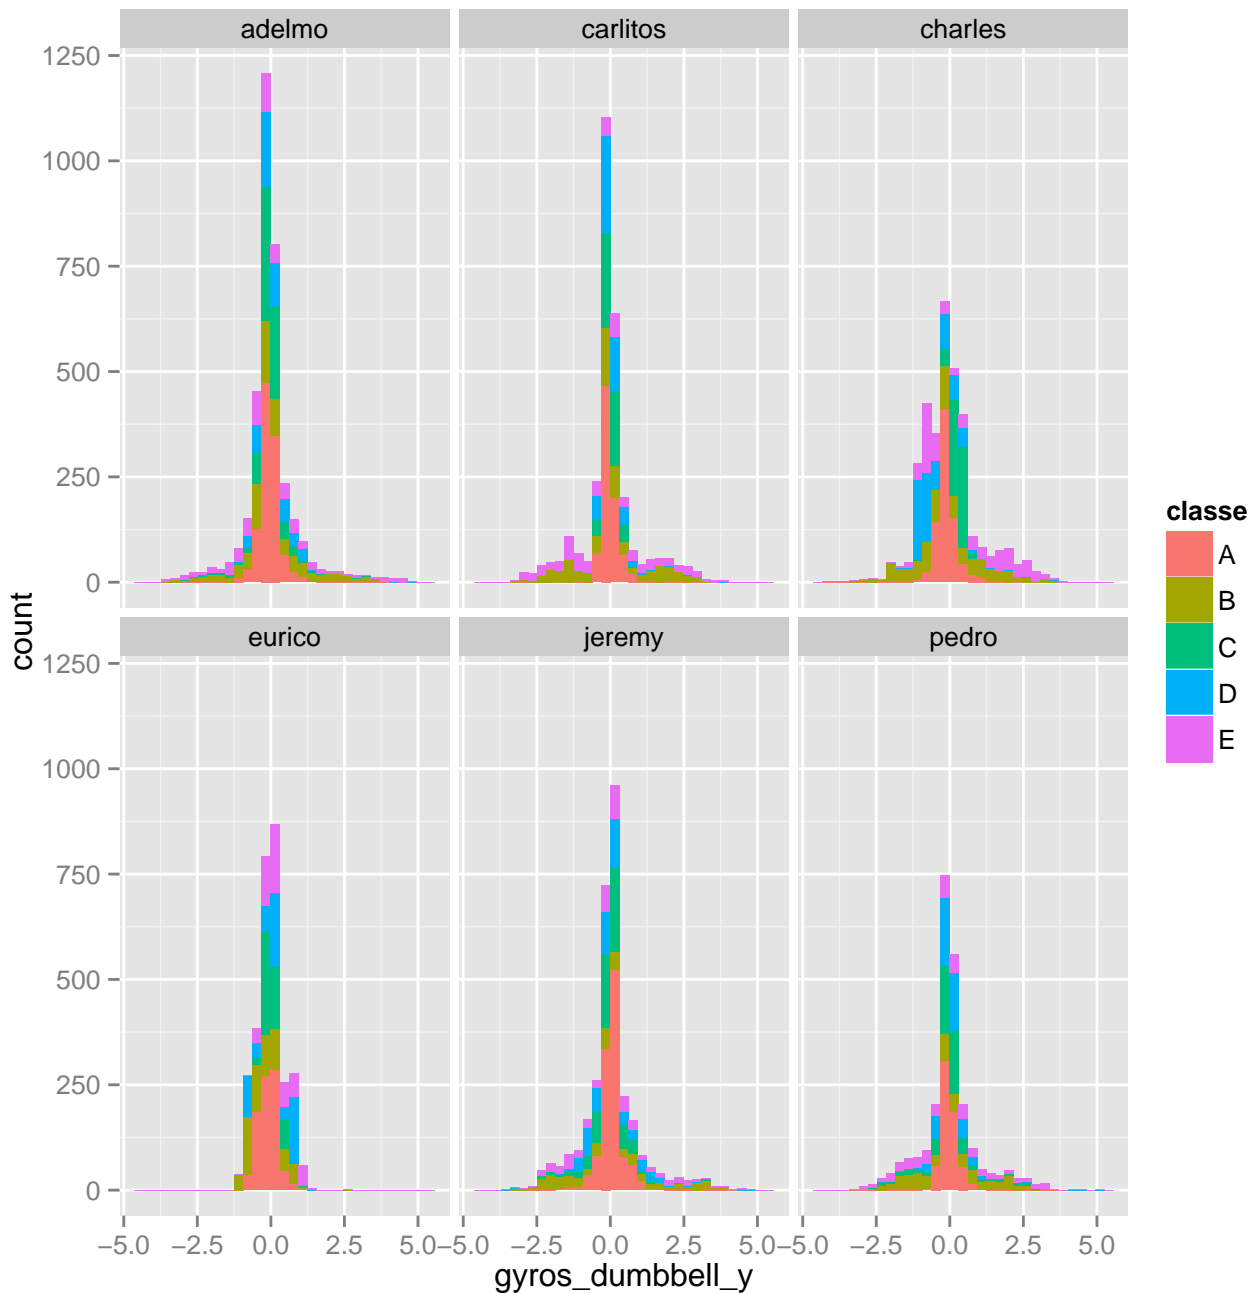 adelmo carlitos charles
1250
1000
750
500
250
0
eurico jeremy pedro
1250
1000
750
500
250
0
−5.0 −2.5 0.0 2.5 5.0 −5.0 −2.5 0.0 2.5 5.0 −5.0 −2.5 0.0 2.5 5.0
gyros_dumbbell_y
count
classe
A
B
C
D
E